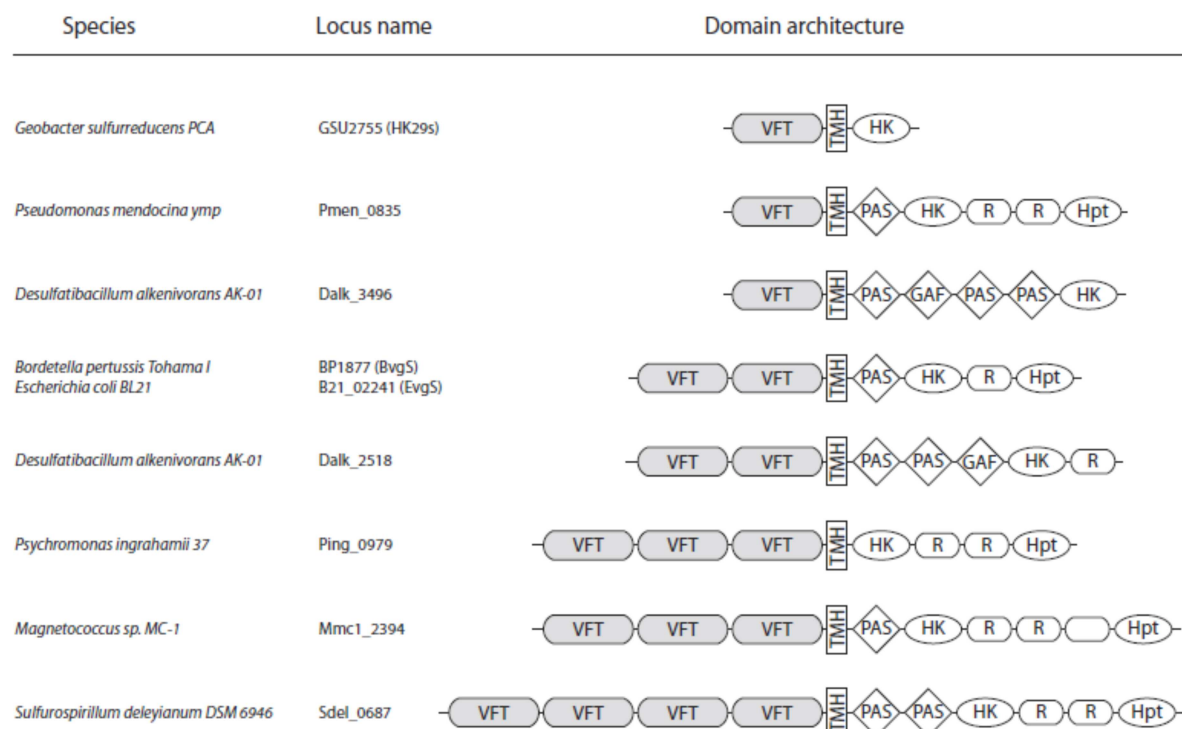 Species Locus name Domain architecture
Geobacter sulfurreducens PCA GSU2755 (HK29s) VFT TMH HK
Pseudomonas mendocina ymp Pmen_0835 VFT TMH PAS HK R R Hpt
Desulfatibacillum alkenivorans AK-01 Dalk_3496 VFT TMH PAS GAF PAS PAS HK
Bordetella pertussis Tohama I BP1877 (BvgS)
Escherichia coli BL21 B21_02241 (EvgS) VFT VFT TMH PAS HK R Hpt
Desulfatibacillum alkenivorans AK-01 Dalk_2518 VFT VFT TMH PAS PAS GAF HK R
Psychromonas ingrahamii 37 Ping_0979 VFT VFT VFT TMH HK R R Hpt
Magnetococcus sp. MC-1 Mmc1_2394 VFT VFT VFT TMH PAS HK R R Hpt
Sulfurospirillum deleyianum DSM 6946 Sdel_0687 VFT VFT VFT VFT TMH PAS PAS HK R R Hpt